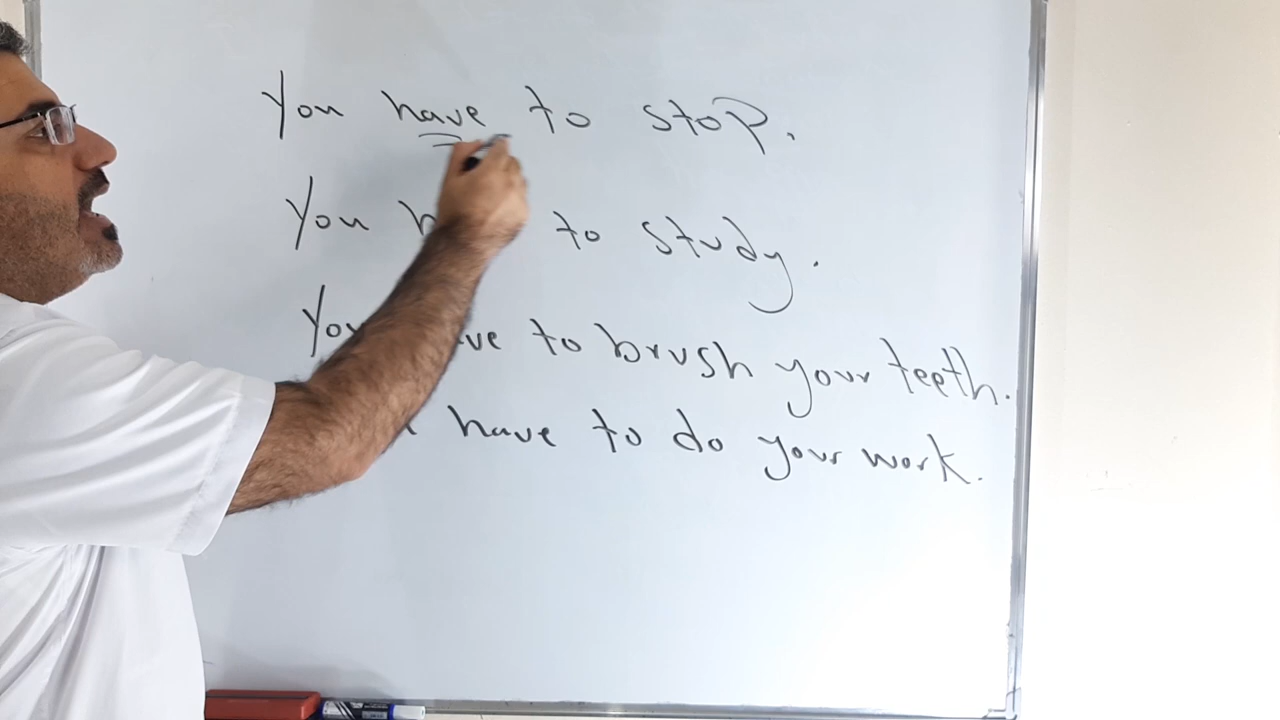 You have to stop.
You to study.
to brush your teeth.
have to do your work.